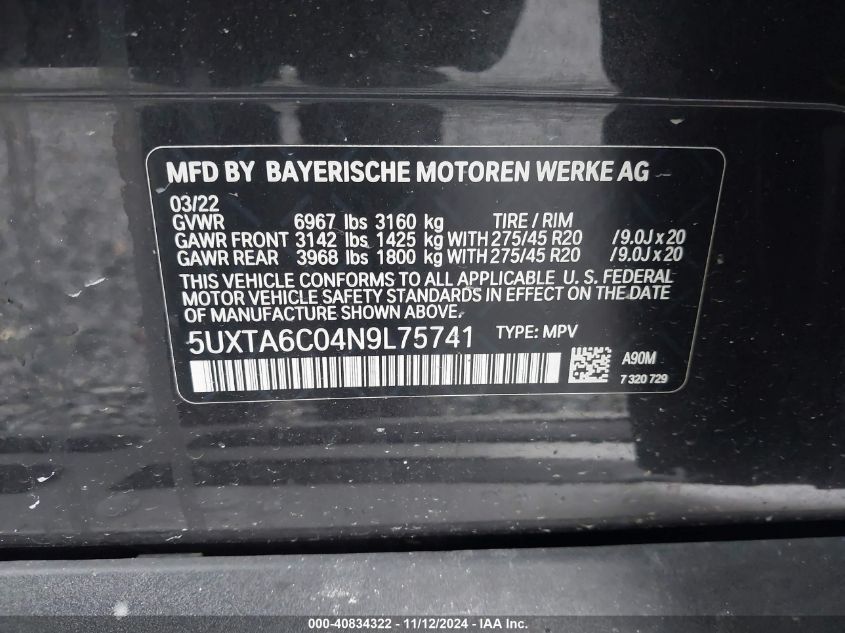 MFD BY BAYERISCHE MOTOREN WERKE AG
03/22
GVWR 6967 lbs 3160 kg TIRE / RIM
GAWR FRONT 3142 lbs 1425 kg WITH 275/45 R20 /9.0J x 20
GAWR REAR 3968 lbs 1800 kg WITH 275/45 R20 /9.0J x 20
THIS VEHICLE CONFORMS TO ALL APPLICABLE U. S. FEDERAL
MOTOR VEHICLE SAFETY STANDARDS IN EFFECT ON THE DATE
OF MANUFACTURE SHOWN ABOVE.
5UXTA6C04N9L75741 TYPE: MPV
A90M
7 320 729
000-40834322 - 11/12/2024 - IAA Inc.